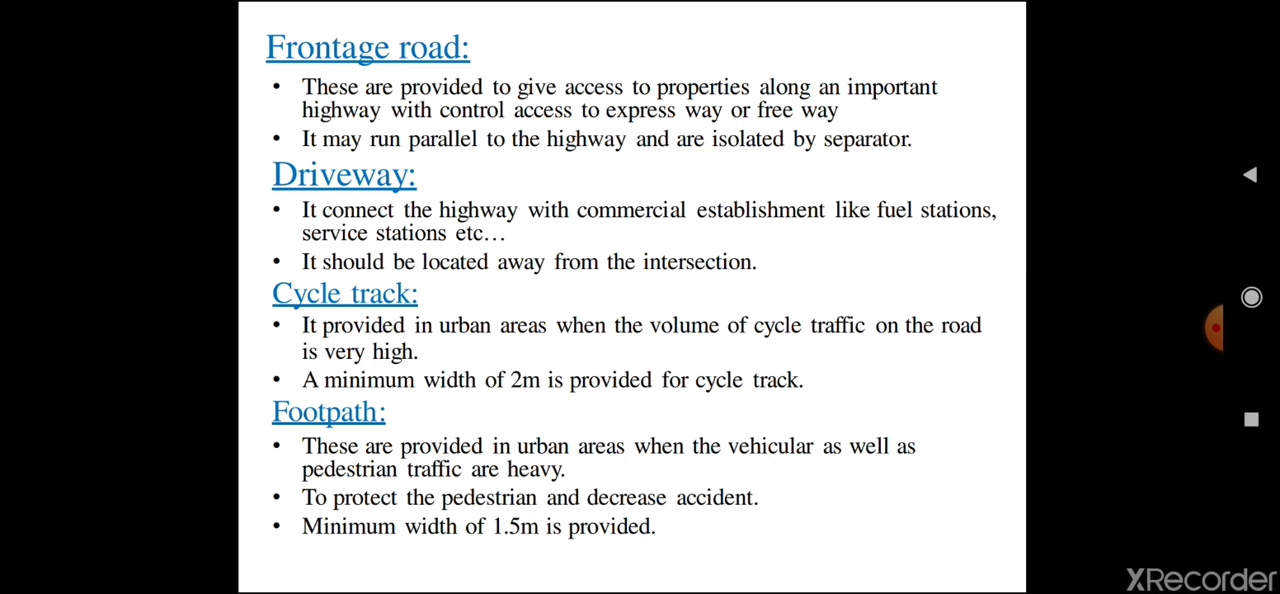 Frontage road:
• These are provided to give access to properties along an important
highway with control access to express way or free way
• It may run parallel to the highway and are isolated by separator.
Driveway:
• It connect the highway with commercial establishment like fuel stations,
service stations etc…
• It should be located away from the intersection.
Cycle track:
• It provided in urban areas when the volume of cycle traffic on the road
is very high.
• A minimum width of 2m is provided for cycle track.
Footpath:
• These are provided in urban areas when the vehicular as well as
pedestrian traffic are heavy.
• To protect the pedestrian and decrease accident.
• Minimum width of 1.5m is provided.
XRecorder